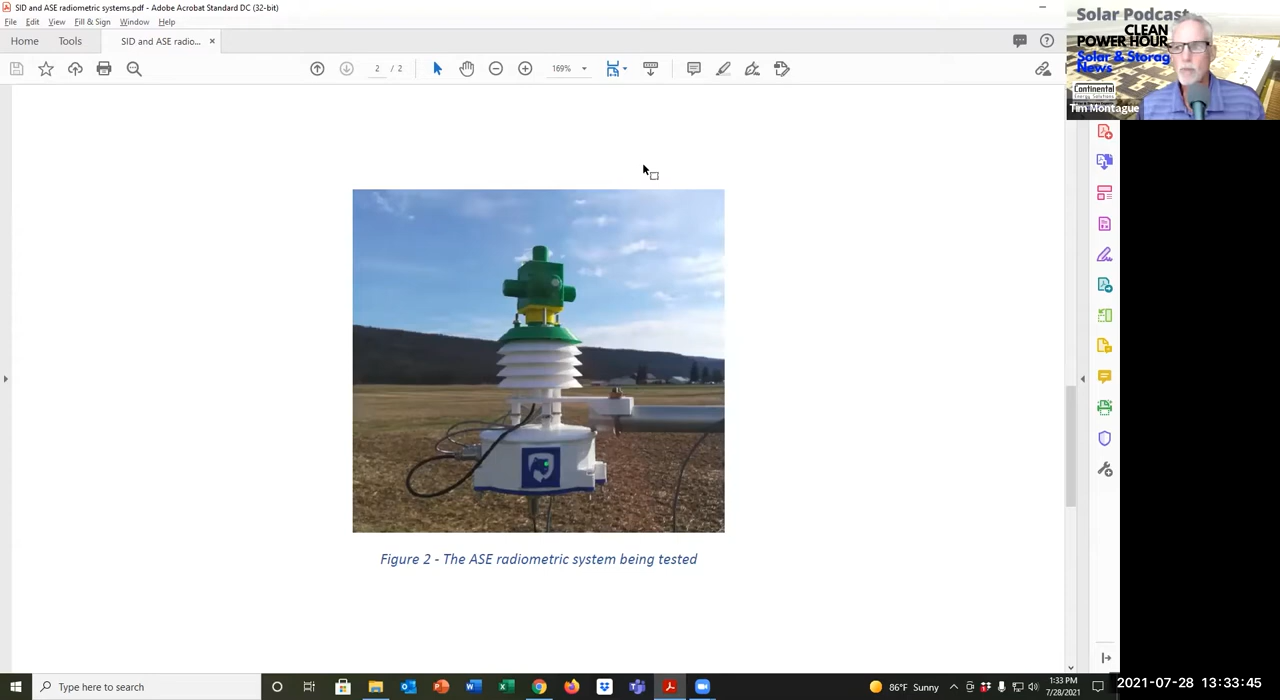 SID and ASE radiometric systems.pdf - Adobe Acrobat Standard DC (32-bit)
File Edit View Fill & Sign Window Help
Home Tools SID and ASE radio... ×
2 / 2 169%
Solar Podcast
CLEAN
POWER HOUR
Solar & Storag
News
Continental
Energy Solutions
Tim Montague
Figure 2 - The ASE radiometric system being tested
Type here to search
86°F Sunny
1:33 PM
7/28/2021
2021-07-28 13:33:45